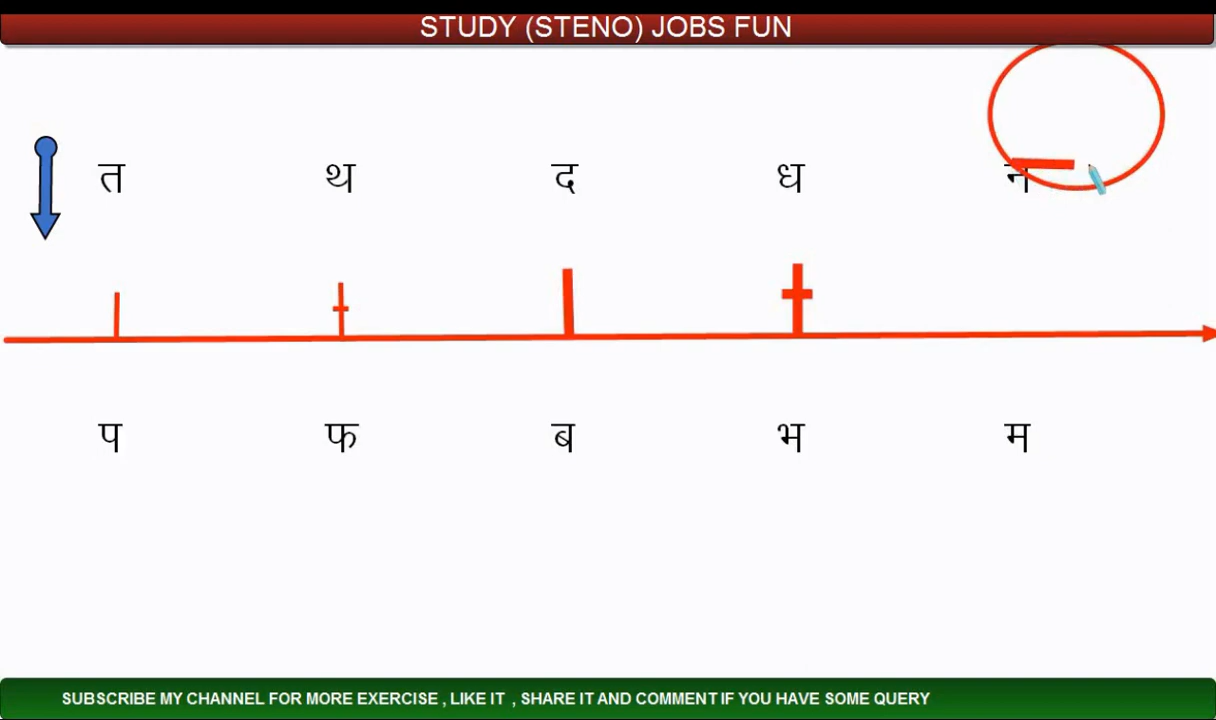 STUDY (STENO) JOBS FUN
त थ द ध न
प फ ब भ म
SUBSCRIBE MY CHANNEL FOR MORE EXERCISE , LIKE IT , SHARE IT AND COMMENT IF YOU HAVE SOME QUERY